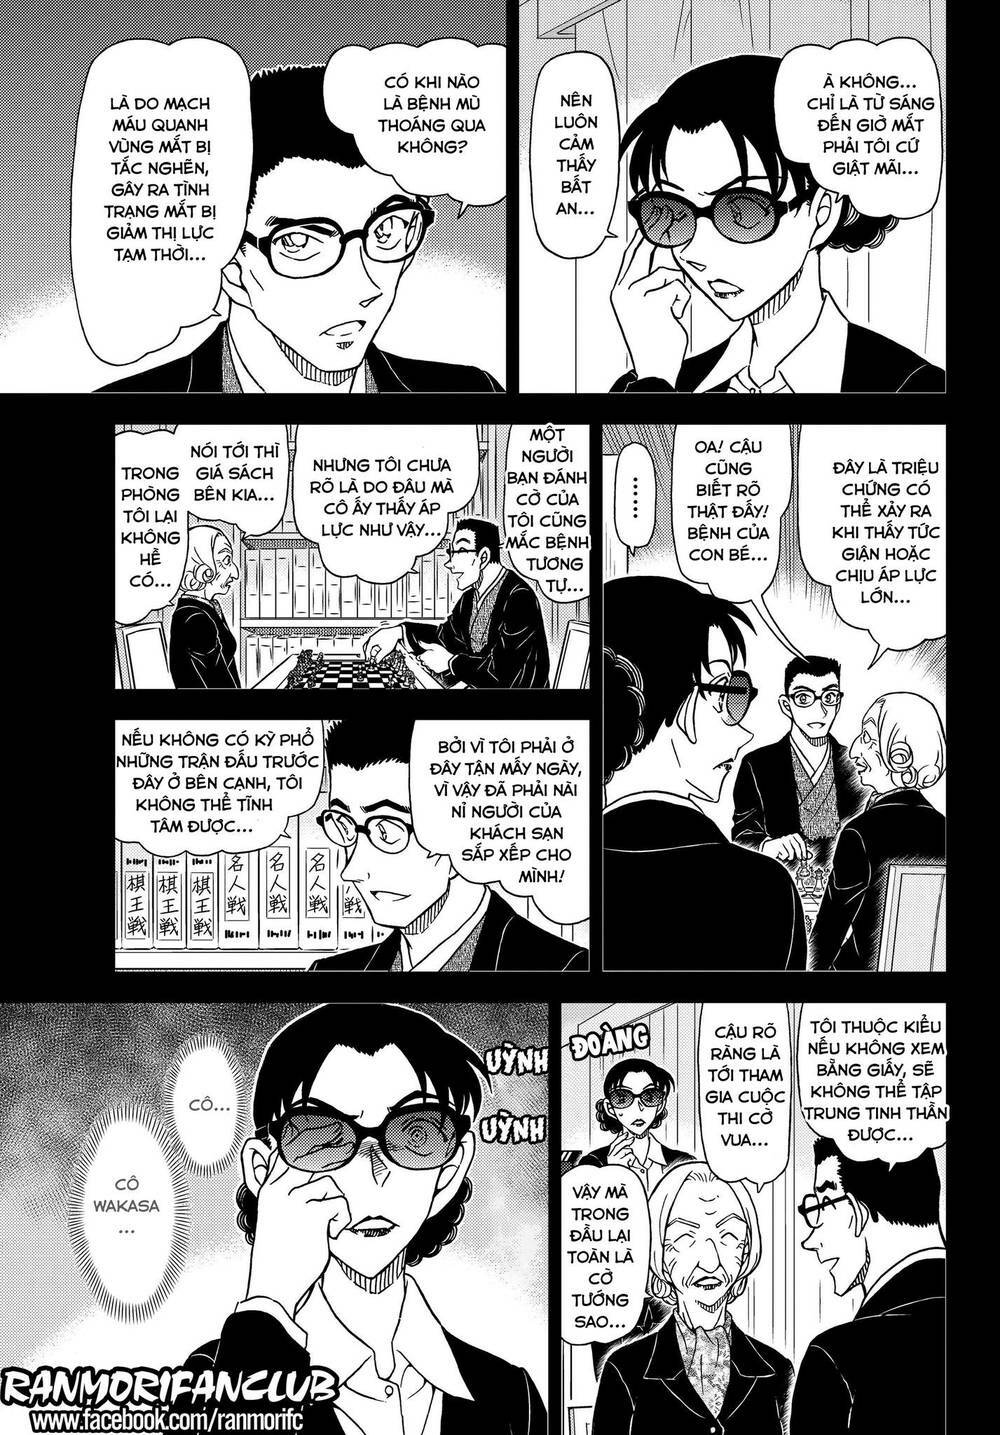 À KHÔNG...
CHỈ LÀ TỪ SÁNG
ĐẾN GIỜ MẮT
PHẢI TÔI CỨ
GIẬT MÃI...
NÊN
LUÔN
CẢM
THẤY
BẤT
AN...
CÓ KHI NÀO
LÀ BỆNH MÙ
THOÁNG QUA
KHÔNG?
LÀ DO MẠCH
MÁU QUANH
VÙNG MẮT BỊ
TẮC NGHẼN,
GÂY RA TÌNH
TRẠNG MẮT BỊ
GIẢM THỊ LỰC
TẠM THỜI...
ĐÂY LÀ TRIỆU
CHỨNG CÓ
THỂ XẢY RA
KHI THẤY TỨC
GIẬN HOẶC
CHỊU ÁP LỰC
LỚN...
OA! CẬU
CŨNG
BIẾT RÕ
THẬT ĐẤY!
BỆNH CỦA
CON BÉ.
......
MỘT
NGƯỜI
BẠN ĐÁNH
CỜ CỦA
TÔI CŨNG
MẮC BỆNH
TƯƠNG
TỰ...
NHƯNG TÔI CHƯA
RÕ LÀ DO ĐÂU MÀ
CÔ ẤY THẤY ÁP
LỰC NHƯ VẬY...
NÓI TỚI THÌ
GIÁ SÁCH
BÊN KIA...
TRONG
PHÒNG
TÔI LẠI
KHÔNG
HỀ
CÓ...
BỞI VÌ TÔI PHẢI Ở
ĐÂY TẬN MẤY NGÀY,
VÌ VẬY ĐÃ PHẢI NÀI
NỈ NGƯỜI CỦA
KHÁCH SẠN
SẮP XẾP CHO
MÌNH!
NẾU KHÔNG CÓ KỲ PHỔ
NHỮNG TRẬN ĐẤU TRƯỚC
ĐÂY Ở BÊN CẠNH, TÔI
KHÔNG THỂ TĨNH
TÂM ĐƯỢC...
棋王戦
棋王戦
棋王戦
名人戦
名人戦
名人戦
TÔI THUỘC KIỂU
NẾU KHÔNG XEM
BẰNG GIẤY, SẼ
KHÔNG THỂ TẬP
TRUNG TINH THẦN
ĐƯỢC...
CẬU RÕ
RÀNG LÀ
TỚI THAM
GIA CUỘC
THI CỜ
VUA...
VẬY MÀ
TRONG
ĐẦU LẠI
TOÀN LÀ
CỜ
TƯỚNG
SAO...
ĐOÀNG
UỲNH
UỲNH
CÔ...
CÔ
WAKASA
...
RANMORIFANCLUB
www.facebook.com/ranmorifc